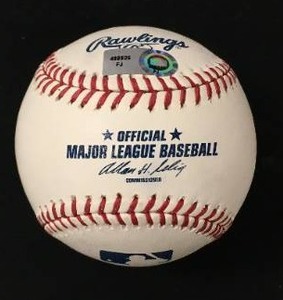 Rawlings
★ OFFICIAL ★
MAJOR LEAGUE BASEBALL
Allan H. Selig
COMMISSIONER